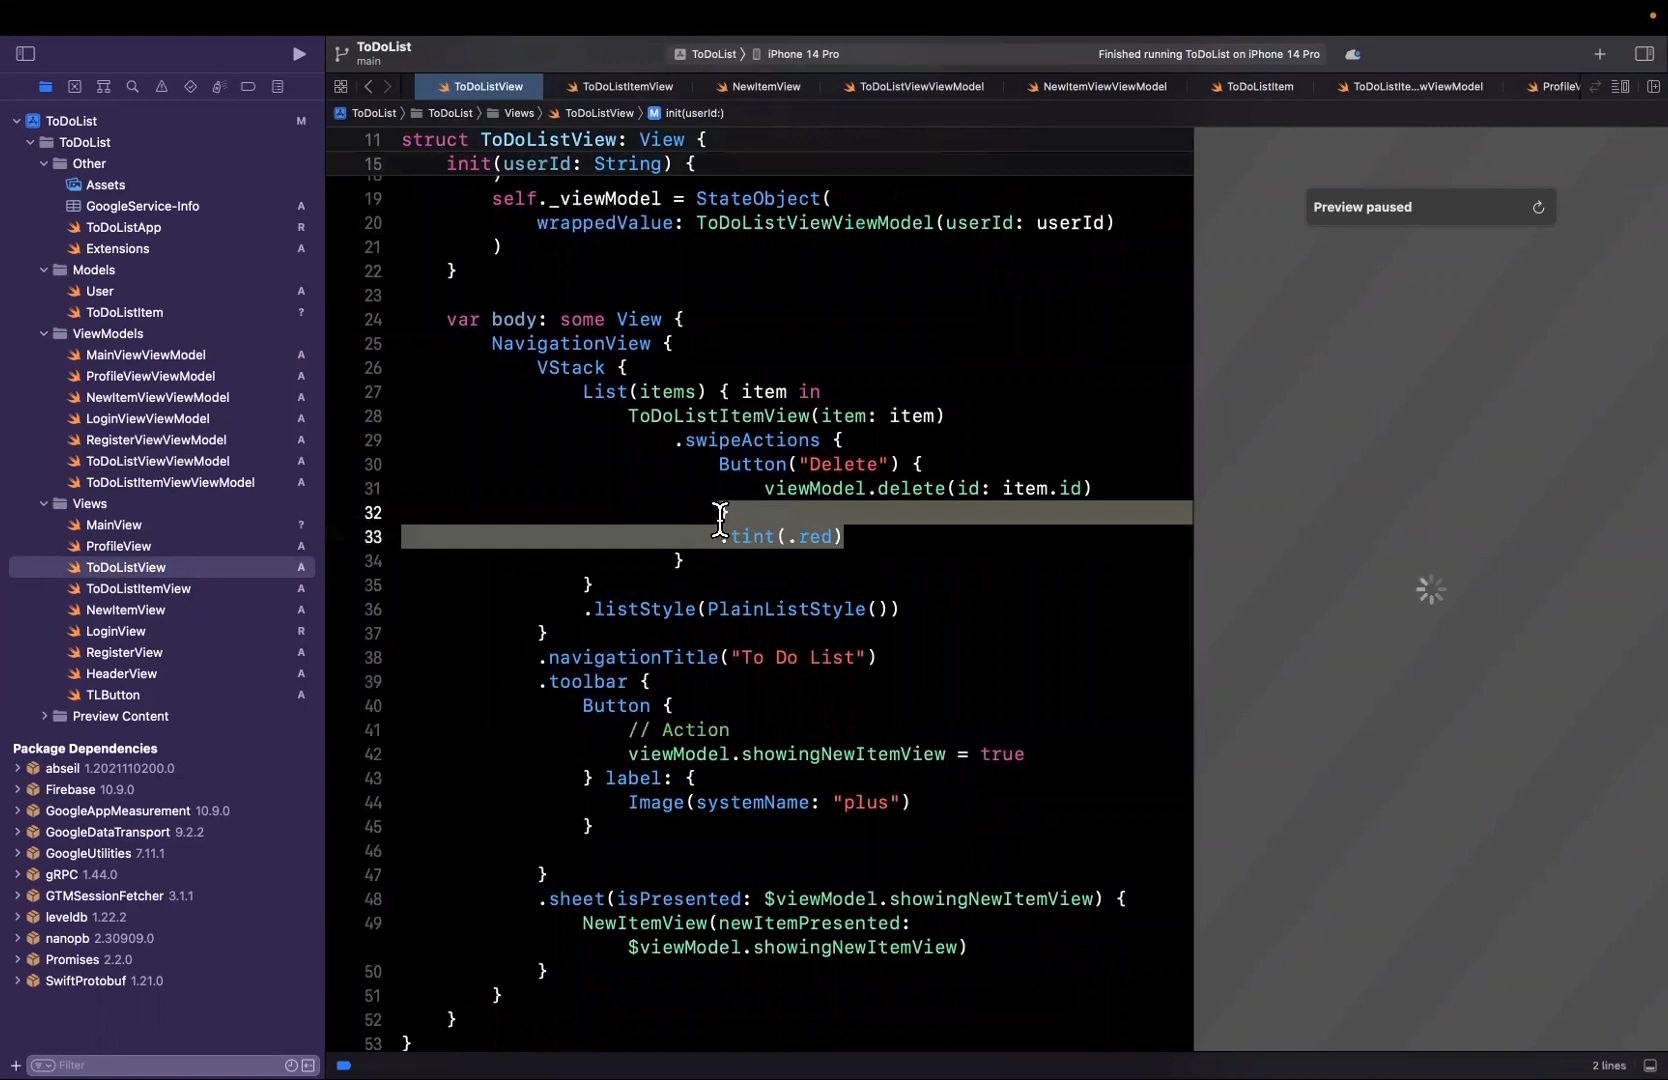 ToDoList
main
ToDoList 〉 iPhone 14 Pro
Finished running ToDoList on iPhone 14 Pro
ToDoListView
ToDoListItemView
NewItemView
ToDoListViewViewModel
NewItemViewViewModel
ToDoListItem
ToDoListIte...wViewModel
ProfileV
ToDoList 〉 ToDoList 〉 Views 〉 ToDoListView 〉 M init(userId:)
ToDoList M
ToDoList
Other
Assets
GoogleService-Info A
ToDoListApp R
Extensions A
Models
User A
ToDoListItem ?
ViewModels
MainViewViewModel A
ProfileViewViewModel A
NewItemViewViewModel A
LoginViewViewModel A
RegisterViewViewModel A
ToDoListViewViewModel A
ToDoListItemViewViewModel A
Views
MainView A
ProfileView A
ToDoListView A
ToDoListItemView A
NewItemView A
LoginView R
RegisterView A
HeaderView A
TLButton A
Preview Content
Package Dependencies
abseil 1.2021110200.0
Firebase 10.9.0
GoogleAppMeasurement 10.9.0
GoogleDataTransport 9.2.2
GoogleUtilities 7.11.1
gRPC 1.44.0
GTMSessionFetcher 3.1.1
leveldb 1.22.2
nanopb 2.30909.0
Promises 2.2.0
SwiftProtobuf 1.21.0
Filter
11 struct ToDoListView: View {
15 init(userId: String) {
19 self._viewModel = StateObject(
20 wrappedValue: ToDoListViewViewModel(userId: userId)
21 )
22 }
23
24 var body: some View {
25 NavigationView {
26 VStack {
27 List(items) { item in
28 ToDoListItemView(item: item)
29 .swipeActions {
30 Button("Delete") {
31 viewModel.delete(id: item.id)
32 }
33 .tint(.red)
34 }
35 }
36 .listStyle(PlainListStyle())
37 }
38 .navigationTitle("To Do List")
39 .toolbar {
40 Button {
41 // Action
42 viewModel.showingNewItemView = true
43 } label: {
44 Image(systemName: "plus")
45 }
46
47 }
48 .sheet(isPresented: $viewModel.showingNewItemView) {
49 NewItemView(newItemPresented:
$viewModel.showingNewItemView)
50 }
51 }
52 }
53 }
Preview paused
2 lines